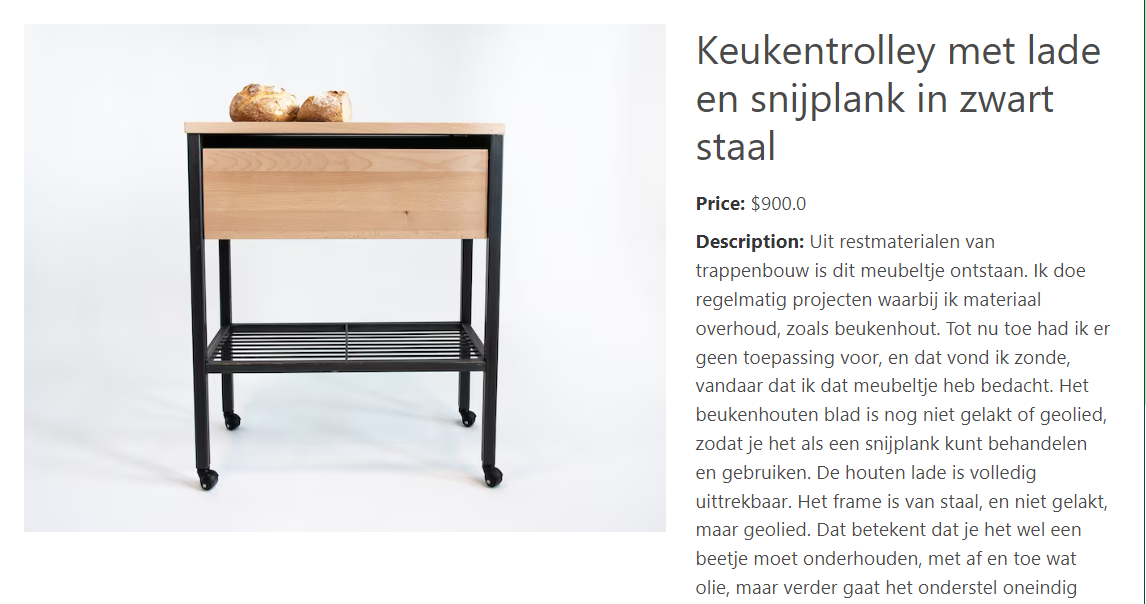 Keukentrolley met lade
en snijplank in zwart
staal
Price: $900.0
Description: Uit restmaterialen van
trappenbouw is dit meubeltje ontstaan. Ik doe
regelmatig projecten waarbij ik materiaal
overhoud, zoals beukenhout. Tot nu toe had ik er
geen toepassing voor, en dat vond ik zonde,
vandaar dat ik dat meubeltje heb bedacht. Het
beukenhouten blad is nog niet gelakt of geolied,
zodat je het als een snijplank kunt behandelen
en gebruiken. De houten lade is volledig
uittrekbaar. Het frame is van staal, en niet gelakt,
maar geolied. Dat betekent dat je het wel een
beetje moet onderhouden, met af en toe wat
olie, maar verder gaat het onderstel oneindig